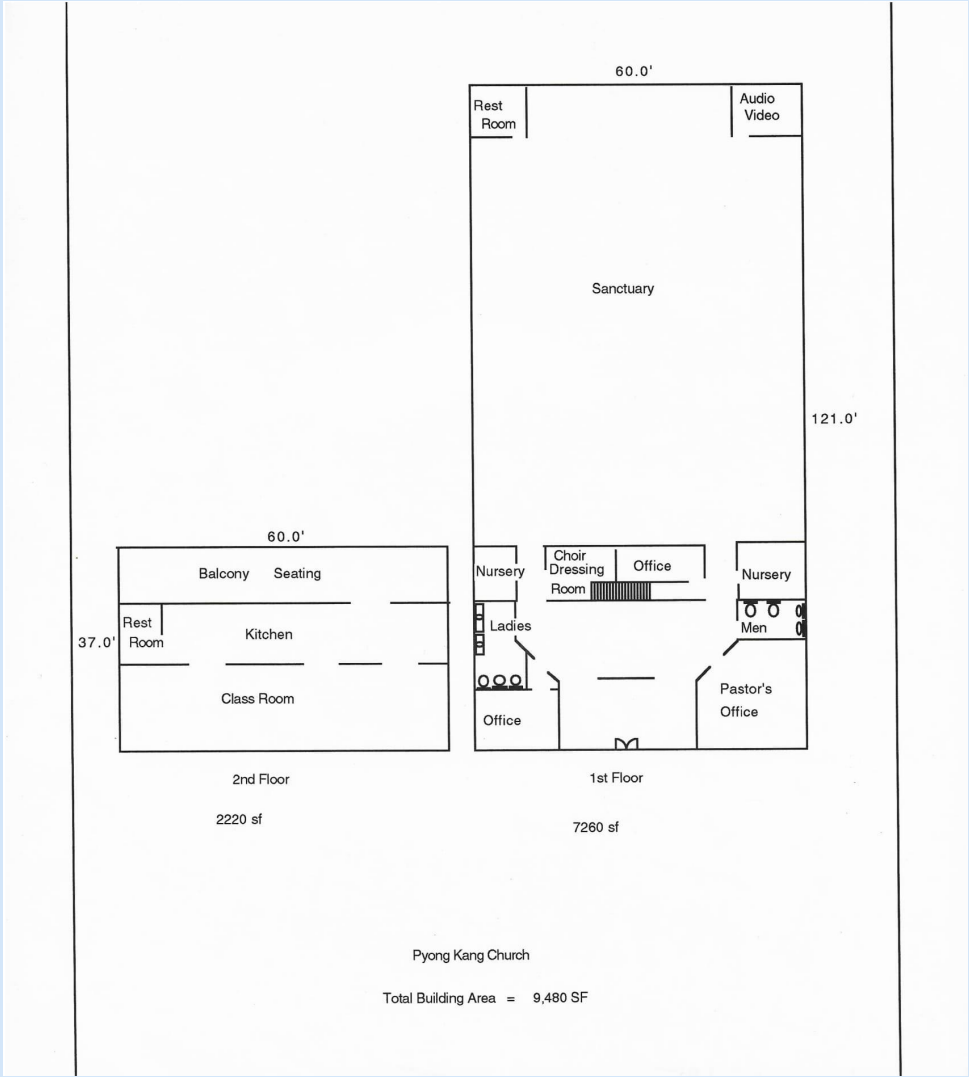 60.0'
Rest
Room
Audio
Video
Sanctuary
121.0'
60.0'
Balcony Seating
Rest
Room
Kitchen
37.0'
Class Room
Nursery
Choir
Dressing
Room
Office
Nursery
Ladies
Men
Office
Pastor's
Office
2nd Floor
2220 sf
1st Floor
7260 sf
Pyong Kang Church
Total Building Area = 9,480 SF